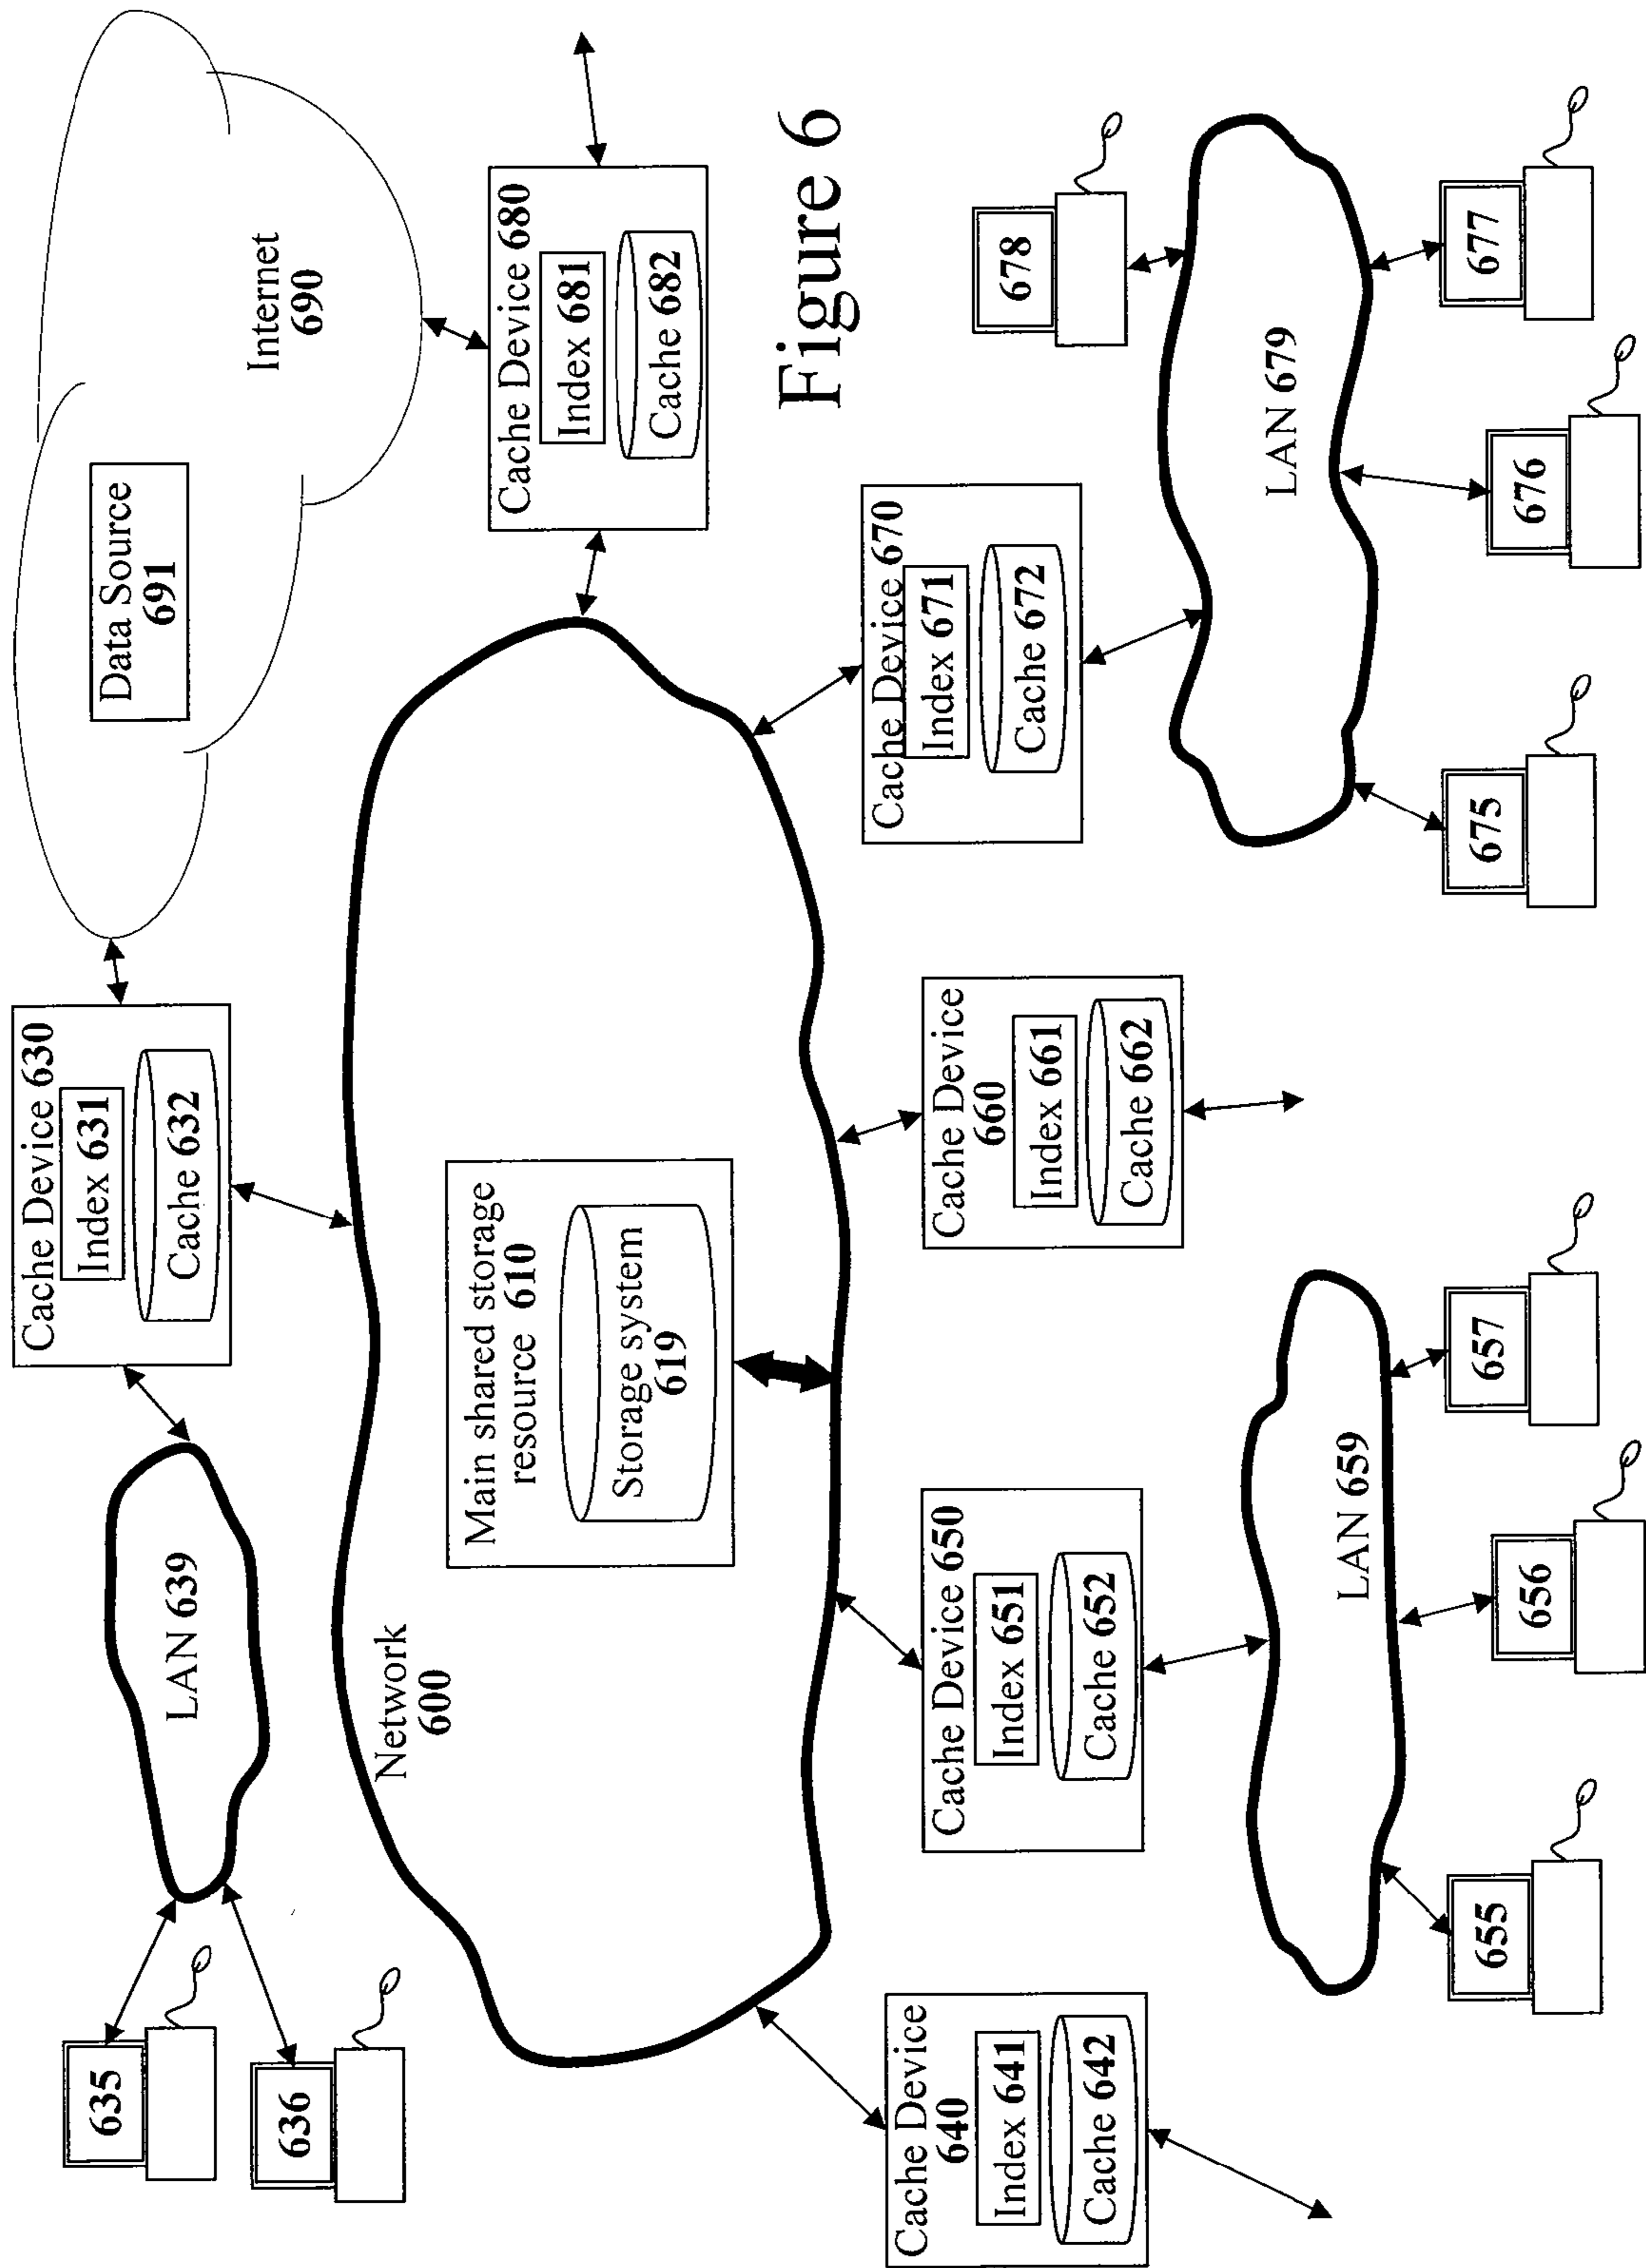 635
636
LAN 639
Cache Device 630
Index 631
Cache 632
Data Source
691
Internet
690
Network
600
Main shared storage
resource 610
Storage system
619
Cache Device 680
Index 681
Cache 682
Figure 6
Cache Device
640
Index 641
Cache 642
Cache Device 650
Index 651
Cache 652
Cache Device
660
Index 661
Cache 662
Cache Device 670
Index 671
Cache 672
678
LAN 659
LAN 679
655
656
657
675
676
677